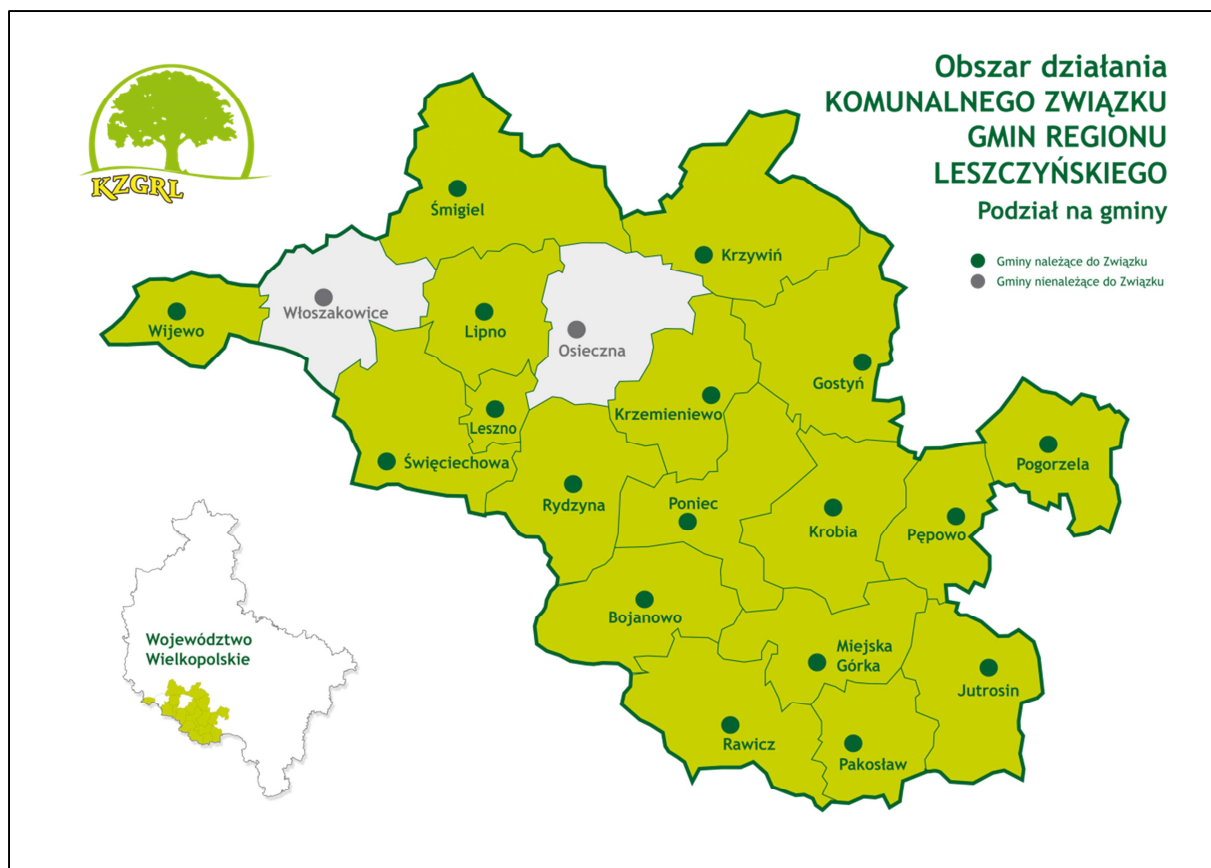 KZGRL
Obszar działania
KOMUNALNEGO ZWIĄZKU
GMIN REGIONU
LESZCZYŃSKIEGO
Podział na gminy
Gminy należące do Związku
Gminy nienależące do Związku
Śmigiel
Krzywiń
Włoszakowice
Wijewo
Lipno
Osieczna
Gostyń
Krzemieniewo
Leszno
Święciechowa
Pogorzela
Rydzyna
Poniec
Krobia
Pępowo
Bojanowo
Miejska
Górka
Jutrosin
Rawicz
Pakosław
Województwo
Wielkopolskie